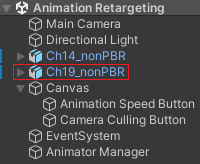 Animation Retargeting
Main Camera
Directional Light
Ch14_nonPBR
Ch19_nonPBR
Canvas
Animation Speed Button
Camera Culling Button
EventSystem
Animator Manager